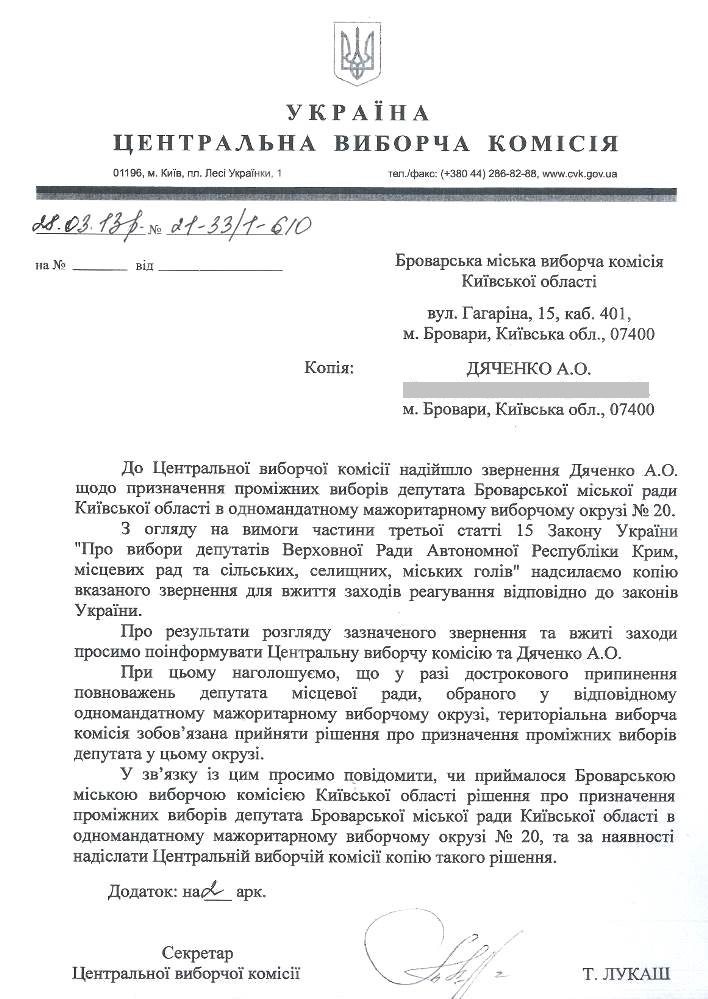 УКРАЇНА
ЦЕНТРАЛЬНА ВИБОРЧА КОМІСІЯ
01196, м. Київ, пл. Лесі Українки, 1 тел./факс: (+380 44) 286-82-88, www.cvk.gov.ua
28.03.13р. № 21-33/1-610
на № ________ від ________________
Броварська міська виборча комісія
Київської області
вул. Гагаріна, 15, каб. 401,
м. Бровари, Київська обл., 07400
Копія: ДЯЧЕНКО А.О.
м. Бровари, Київська обл., 07400
До Центральної виборчої комісії надійшло звернення Дяченко А.О.
щодо призначення проміжних виборів депутата Броварської міської ради
Київської області в одномандатному мажоритарному виборчому окрузі № 20.
З огляду на вимоги частини третьої статті 15 Закону України
"Про вибори депутатів Верховної Ради Автономної Республіки Крим,
місцевих рад та сільських, селищних, міських голів" надсилаємо копію
вказаного звернення для вжиття заходів реагування відповідно до законів
України.
Про результати розгляду зазначеного звернення та вжиті заходи
просимо поінформувати Центральну виборчу комісію та Дяченко А.О.
При цьому наголошуємо, що у разі дострокового припинення
повноважень депутата місцевої ради, обраного у відповідному
одномандатному мажоритарному виборчому окрузі, територіальна виборча
комісія зобов’язана прийняти рішення про призначення проміжних виборів
депутата у цьому окрузі.
У зв’язку із цим просимо повідомити, чи приймалося Броварською
міською виборчою комісією Київської області рішення про призначення
проміжних виборів депутата Броварської міської ради Київської області в
одномандатному мажоритарному виборчому окрузі № 20, та за наявності
надіслати Центральній виборчій комісії копію такого рішення.
Додаток: на 2 арк.
Секретар
Центральної виборчої комісії Т. ЛУКАШ